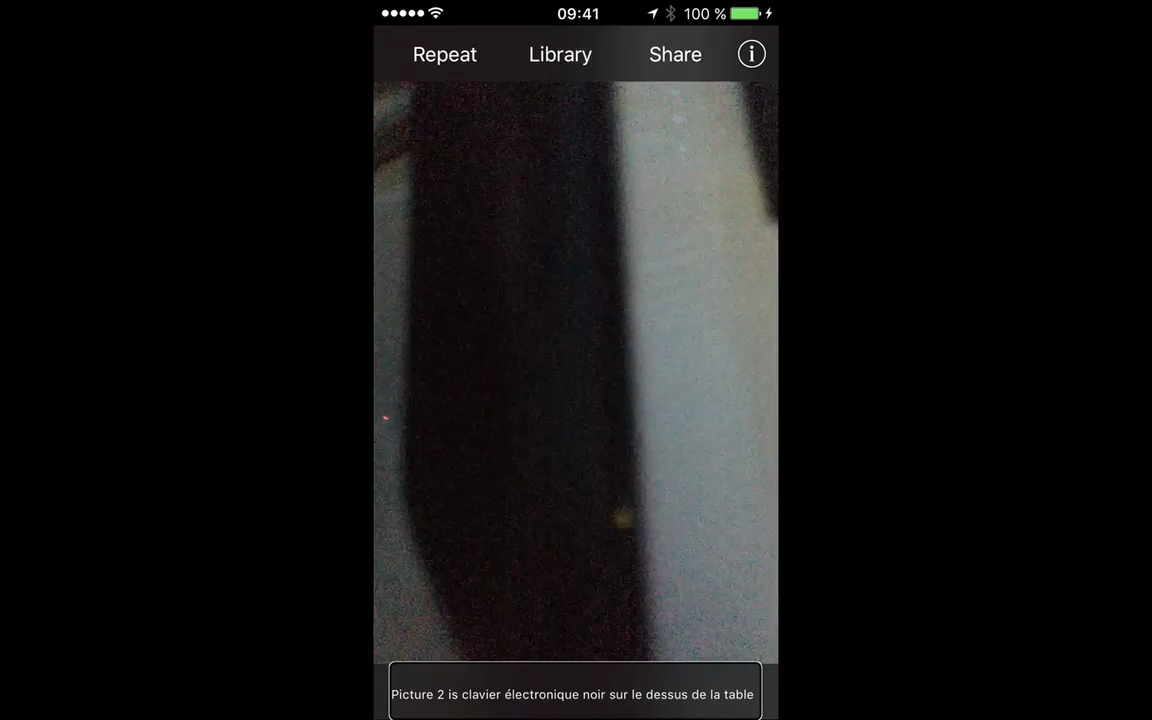 09:41
100 %
Repeat Library Share
Picture 2 is clavier électronique noir sur le dessus de la table